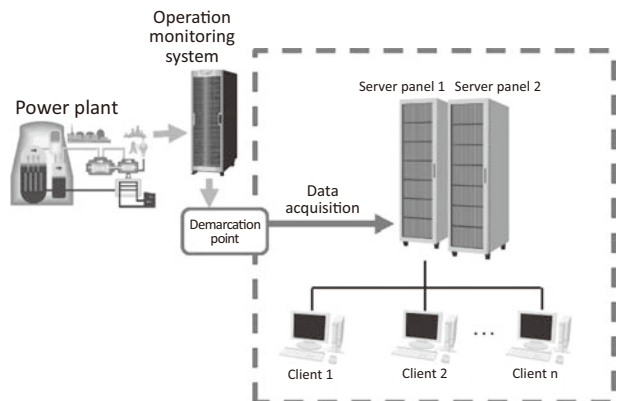 Operation
monitoring
system
Power plant
Server panel 1
Server panel 2
Data
acquisition
Demarcation
point
...
Client 1
Client 2
Client n